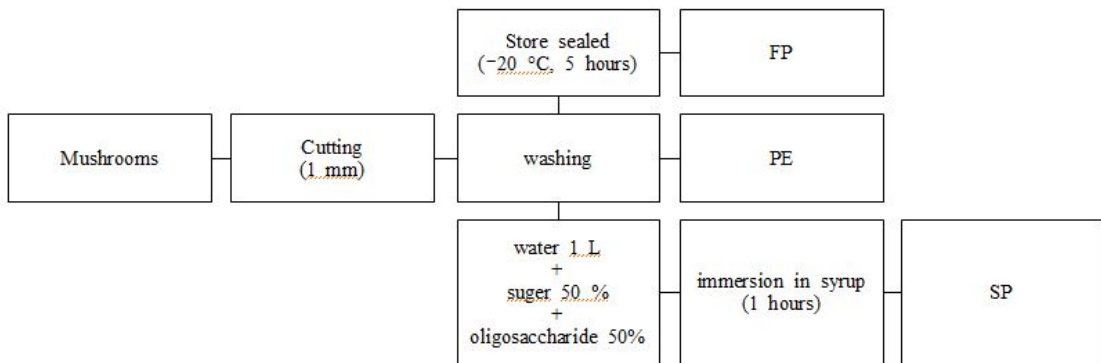 Store sealed
(−20 °C, 5 hours)
FP
Mushrooms
Cutting
(1 mm)
washing
PE
water 1 L
+
suger 50 %
+
oligosaccharide 50%
immersion in syrup
(1 hours)
SP